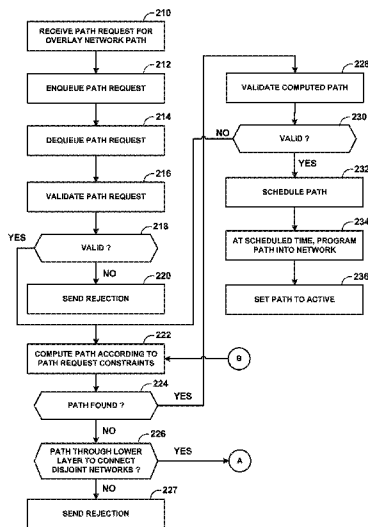 210
RECEIVE PATH REQUEST FOR
OVERLAY NETWORK PATH
212
ENQUEUE PATH REQUEST
214
DEQUEUE PATH REQUEST
216
VALIDATE PATH REQUEST
218
YES
VALID ?
NO
220
SEND REJECTION
222
COMPUTE PATH ACCORDING TO
PATH REQUEST CONSTRAINTS
B
224
PATH FOUND ?
YES
NO
226
PATH THROUGH LOWER
LAYER TO CONNECT
DISJOINT NETWORKS ?
YES
A
NO
227
SEND REJECTION
228
VALIDATE COMPUTED PATH
230
NO
VALID ?
YES
232
SCHEDULE PATH
234
AT SCHEDULED TIME, PROGRAM
PATH INTO NETWORK
236
SET PATH TO ACTIVE